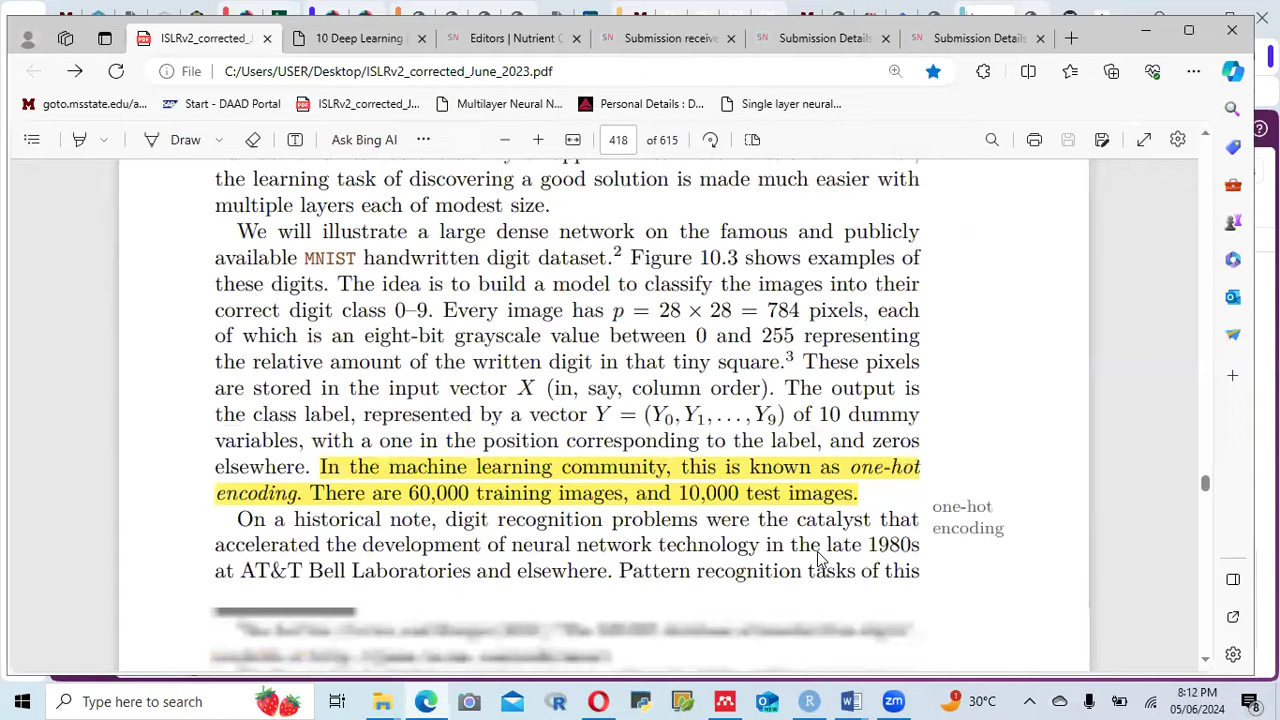 ISLRv2_corrected_J
10 Deep Learning
Editors | Nutrient C
Submission receive
Submission Details
Submission Details
File C:/Users/USER/Desktop/ISLRv2_corrected_June_2023.pdf
goto.msstate.edu/a... Start - DAAD Portal ISLRv2_corrected_J... Multilayer Neural N... Personal Details : D... Single layer neural...
Draw Ask Bing AI 418 of 615
the learning task of discovering a good solution is made much easier with
multiple layers each of modest size.
We will illustrate a large dense network on the famous and publicly
available MNIST handwritten digit dataset.2 Figure 10.3 shows examples of
these digits. The idea is to build a model to classify the images into their
correct digit class 0–9. Every image has p = 28 × 28 = 784 pixels, each
of which is an eight-bit grayscale value between 0 and 255 representing
the relative amount of the written digit in that tiny square.3 These pixels
are stored in the input vector X (in, say, column order). The output is
the class label, represented by a vector Y = (Y0, Y1, . . . , Y9) of 10 dummy
variables, with a one in the position corresponding to the label, and zeros
elsewhere. In the machine learning community, this is known as one-hot
encoding. There are 60,000 training images, and 10,000 test images.
one-hot
encoding
On a historical note, digit recognition problems were the catalyst that
accelerated the development of neural network technology in the late 1980s
at AT&T Bell Laboratories and elsewhere. Pattern recognition tasks of this
Type here to search
30°C
8:12 PM
05/06/2024
8